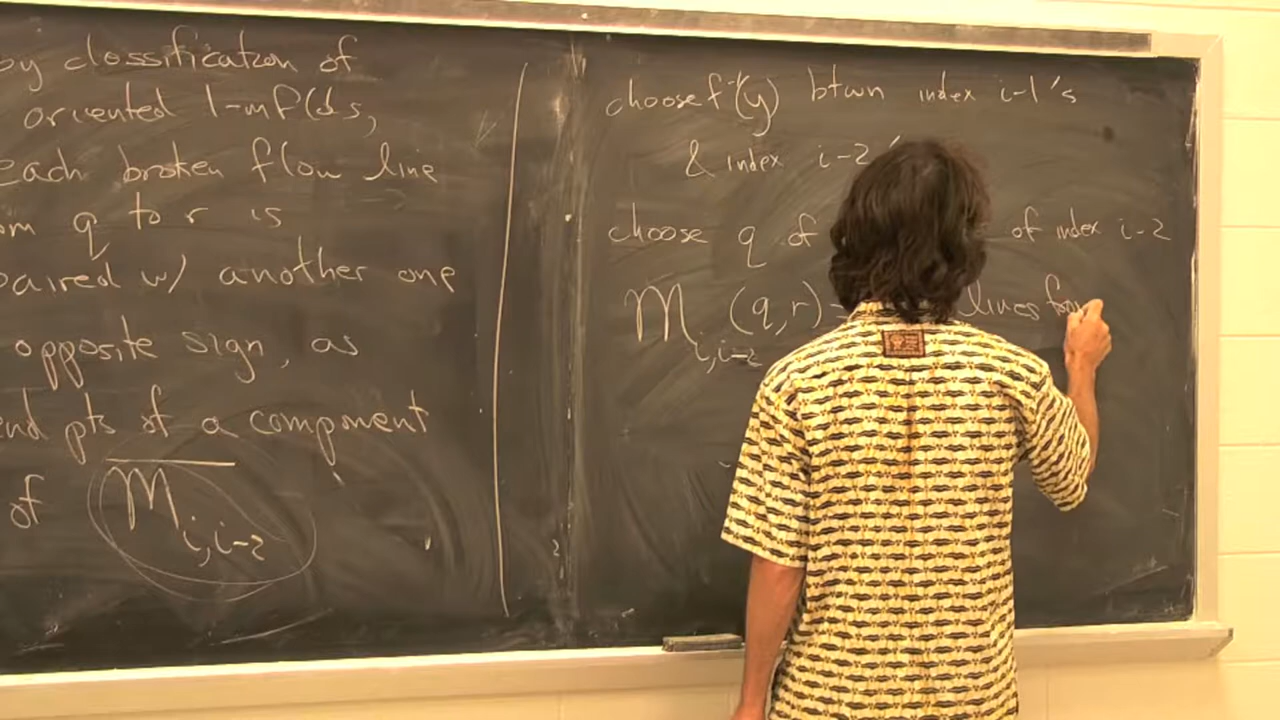 by classification of
oriented 1-mflds,
each broken flow line
om q to r is
paired w/ another one
opposite sign, as
end pts of a component
of M̅ i,i-2
choose f⁻¹(y) btwn index i-1's
& index i-2's
choose q of of index i-2
M i,i-2 (q,r) = lines from